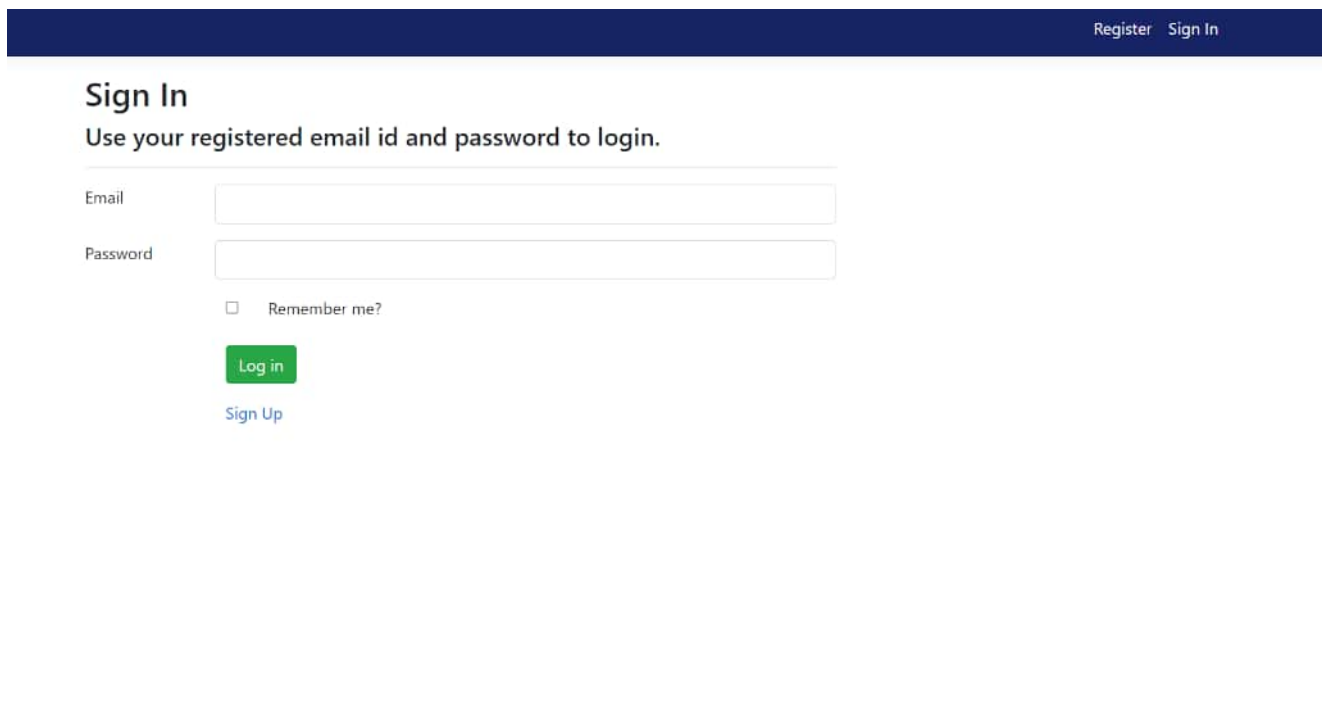 Register Sign In
Sign In
Use your registered email id and password to login.
Email
Password
Remember me?
Log in
Sign Up